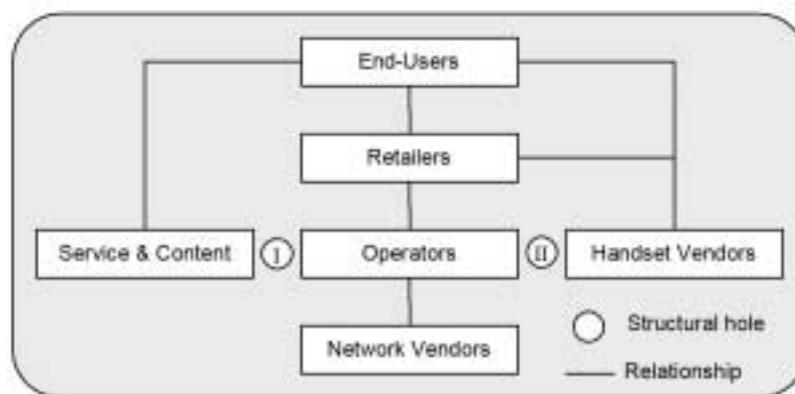 End-Users
Retailers
Service & Content
I
Operators
II
Handset Vendors
Structural hole
Network Vendors
Relationship